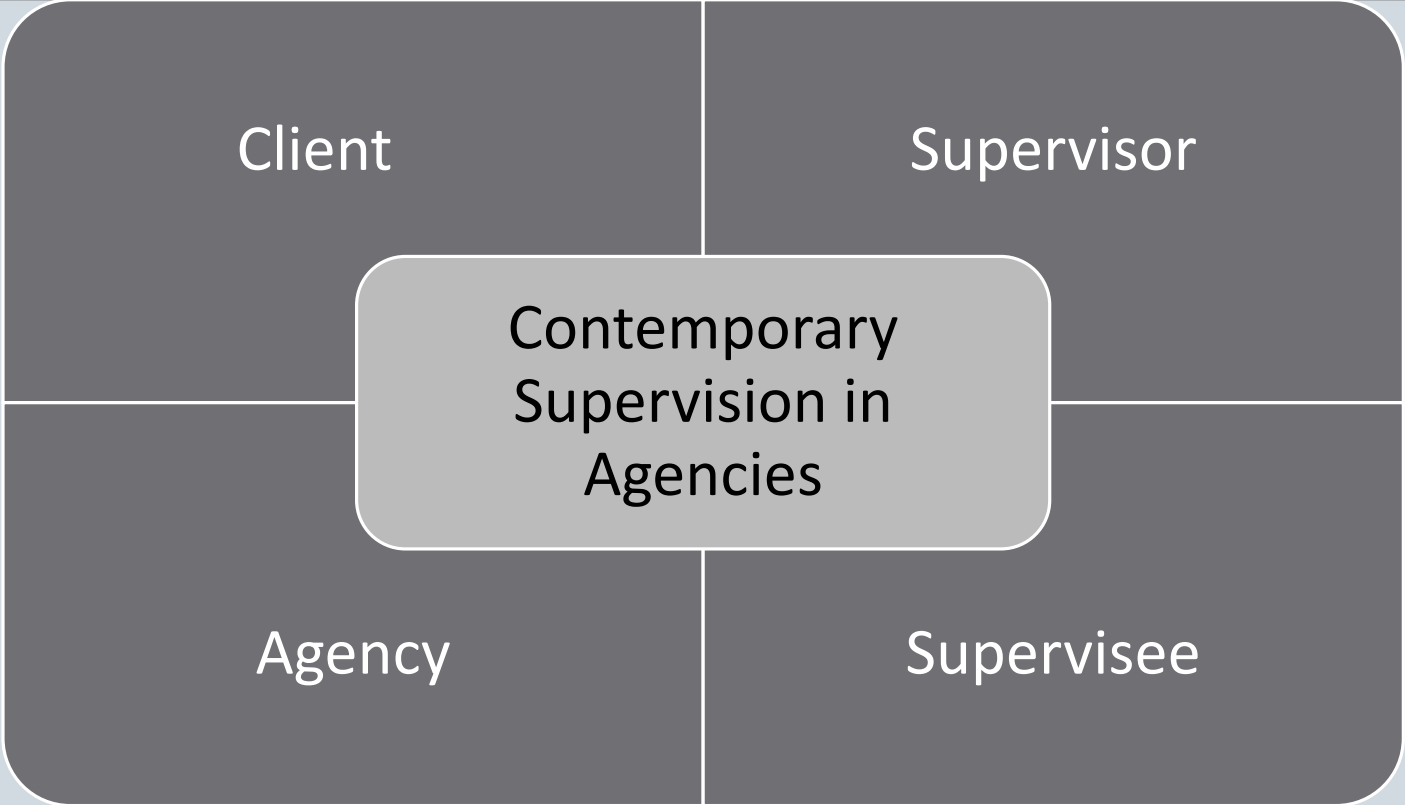 Client
Supervisor
Contemporary
Supervision in
Agencies
Agency
Supervisee